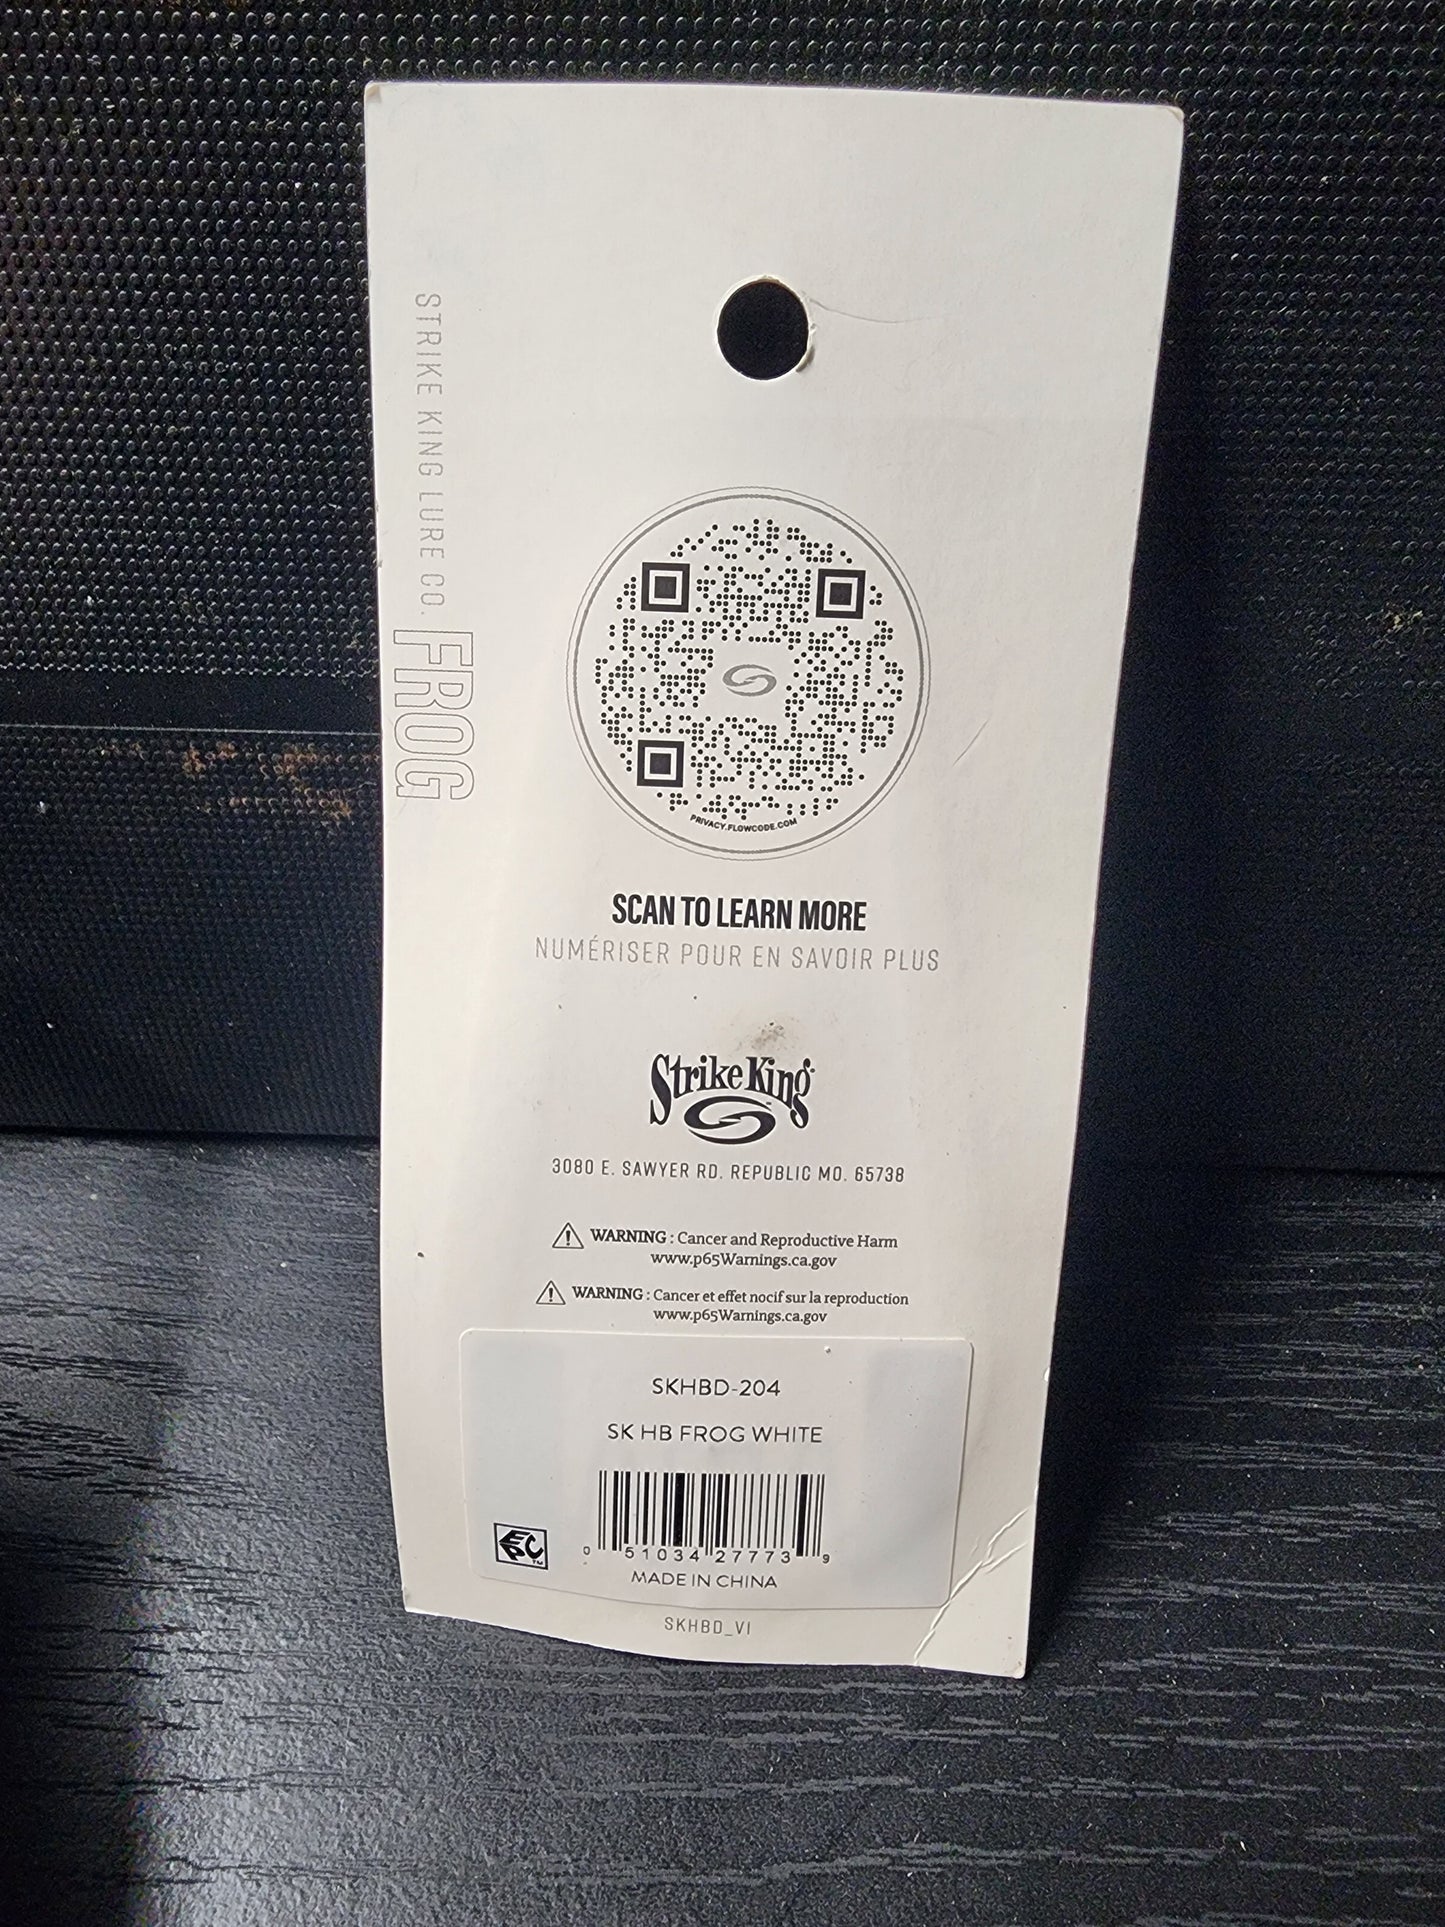 STRIKE KING LURE CO.
FROG
PRIVACY.FLOWCODE.COM
SCAN TO LEARN MORE
NUMÉRISER POUR EN SAVOIR PLUS
Strike King
3080 E. SAWYER RD. REPUBLIC MO. 65738
WARNING : Cancer and Reproductive Harm
www.p65Warnings.ca.gov
WARNING : Cancer et effet nocif sur la reproduction
www.p65Warnings.ca.gov
SKHBD-204
SK HB FROG WHITE
EPC™
0 51034 27773 9
MADE IN CHINA
SKHBD_V1